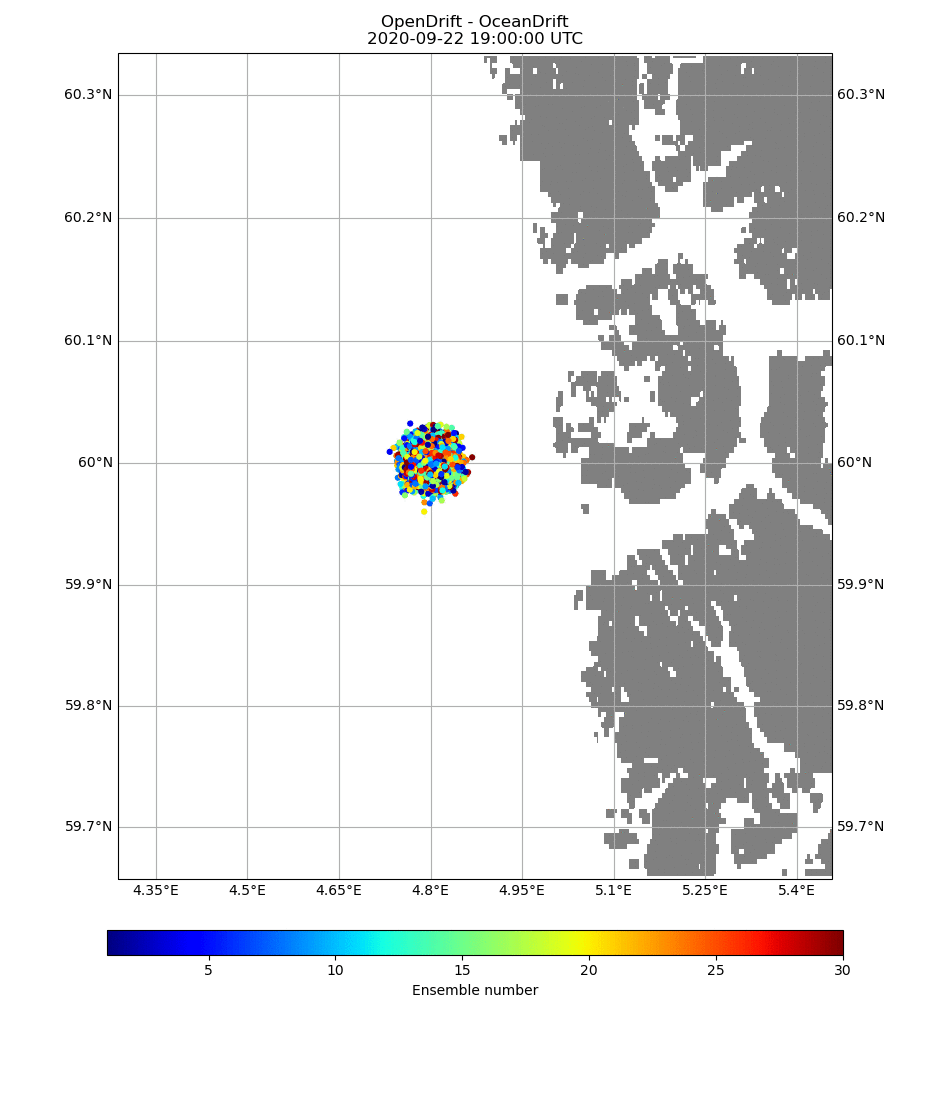 OpenDrift - OceanDrift
2020-09-22 19:00:00 UTC
60.3°N 60.3°N
60.2°N 60.2°N
60.1°N 60.1°N
60°N 60°N
59.9°N 59.9°N
59.8°N 59.8°N
59.7°N 59.7°N
4.35°E 4.5°E 4.65°E 4.8°E 4.95°E 5.1°E 5.25°E 5.4°E
5 10 15 20 25 30
Ensemble number